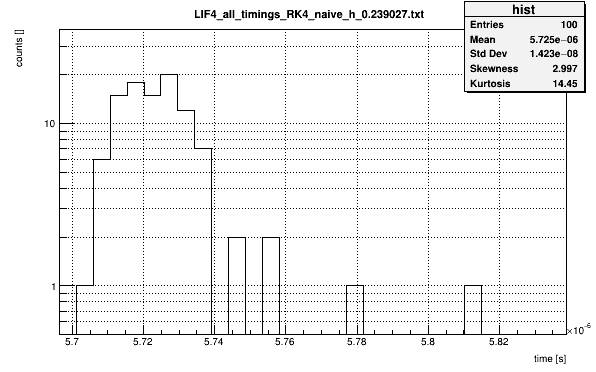 LIF4_all_timings_RK4_naive_h_0.239027.txt
hist
Entries 100
Mean 5.725e−06
Std Dev 1.423e−08
Skewness 2.997
Kurtosis 14.45
counts []
10
1
5.7 5.72 5.74 5.76 5.78 5.8 5.82
×10⁻⁶
time [s]